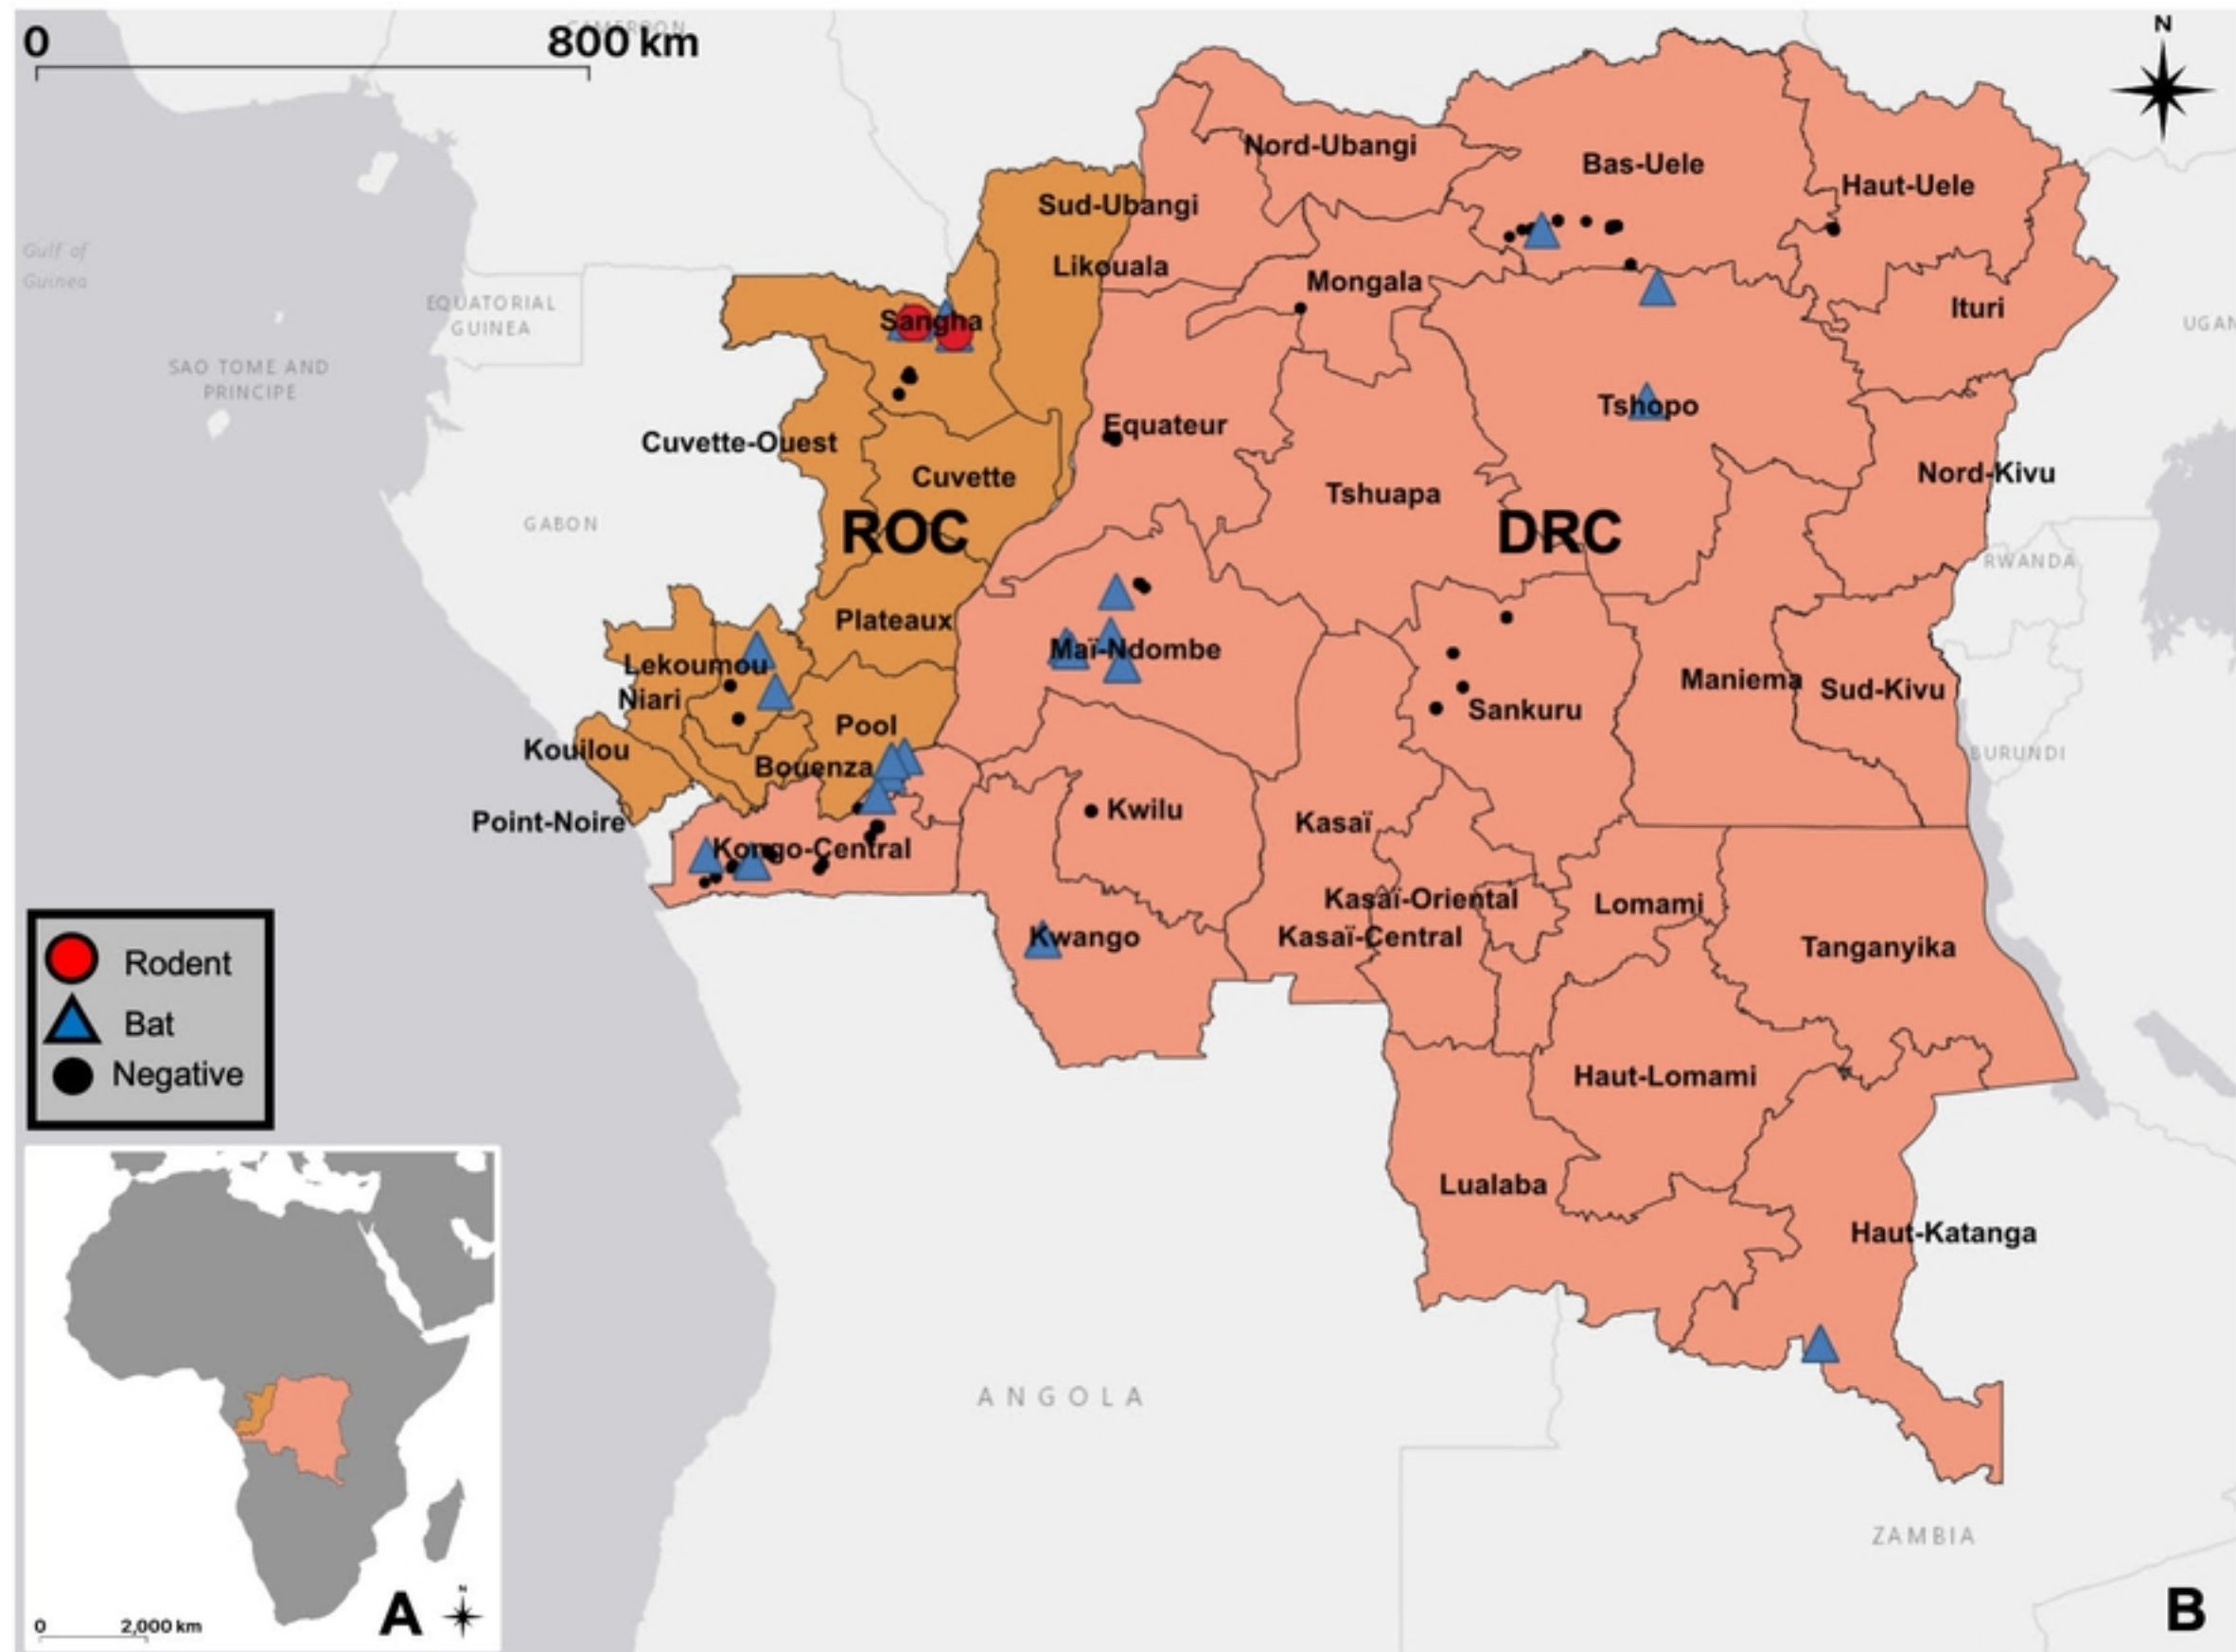 CAMEROON
N
0 800 km
Nord-Ubangi
Bas-Uele
Haut-Uele
Sud-Ubangi
Gulf of
Guinea
Likouala
Mongala
EQUATORIAL
GUINEA
Ituri
Sangha
UGAN
SAO TOME AND
PRINCIPE
Tshopo
Equateur
Cuvette-Ouest
Cuvette
Nord-Kivu
Tshuapa
GABON
ROC
DRC
RWANDA
Plateaux
Maï-Ndombe
Lekoumou
Niari
Maniema
Sud-Kivu
Sankuru
Pool
Kouilou
Bouenza
BURUNDI
Kwilu
Point-Noire
Kasaï
Kongo-Central
Kasaï-Oriental
Lomami
Kwango
Kasaï-Central
Tanganyika
Rodent
Bat
Negative
Haut-Lomami
Lualaba
Haut-Katanga
ANGOLA
ZAMBIA
N
A
0 2,000 km
B